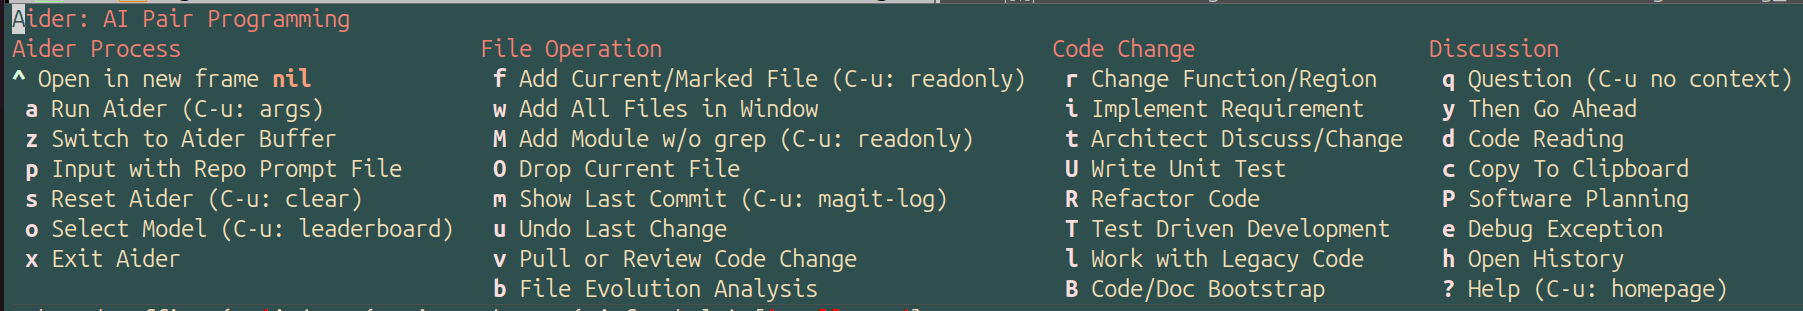 Aider: AI Pair Programming
Aider Process File Operation Code Change Discussion
^ Open in new frame nil f Add Current/Marked File (C-u: readonly) r Change Function/Region q Question (C-u no context)
a Run Aider (C-u: args) w Add All Files in Window i Implement Requirement y Then Go Ahead
z Switch to Aider Buffer M Add Module w/o grep (C-u: readonly) t Architect Discuss/Change d Code Reading
p Input with Repo Prompt File O Drop Current File U Write Unit Test c Copy To Clipboard
s Reset Aider (C-u: clear) m Show Last Commit (C-u: magit-log) R Refactor Code P Software Planning
o Select Model (C-u: leaderboard) u Undo Last Change T Test Driven Development e Debug Exception
x Exit Aider v Pull or Review Code Change l Work with Legacy Code h Open History
b File Evolution Analysis B Code/Doc Bootstrap ? Help (C-u: homepage)